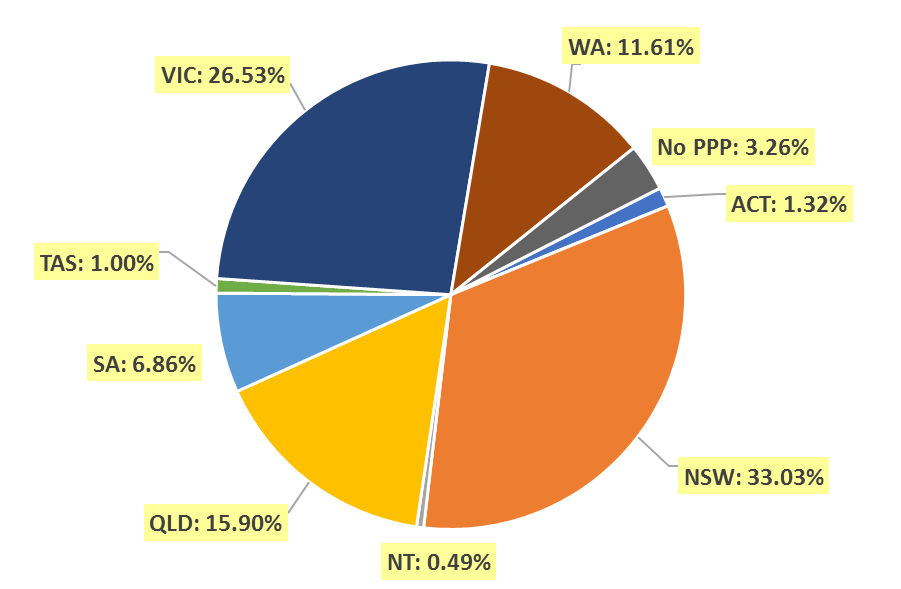 WA: 11.61%
VIC: 26.53%
No PPP: 3.26%
ACT: 1.32%
TAS: 1.00%
SA: 6.86%
NSW: 33.03%
QLD: 15.90%
NT: 0.49%